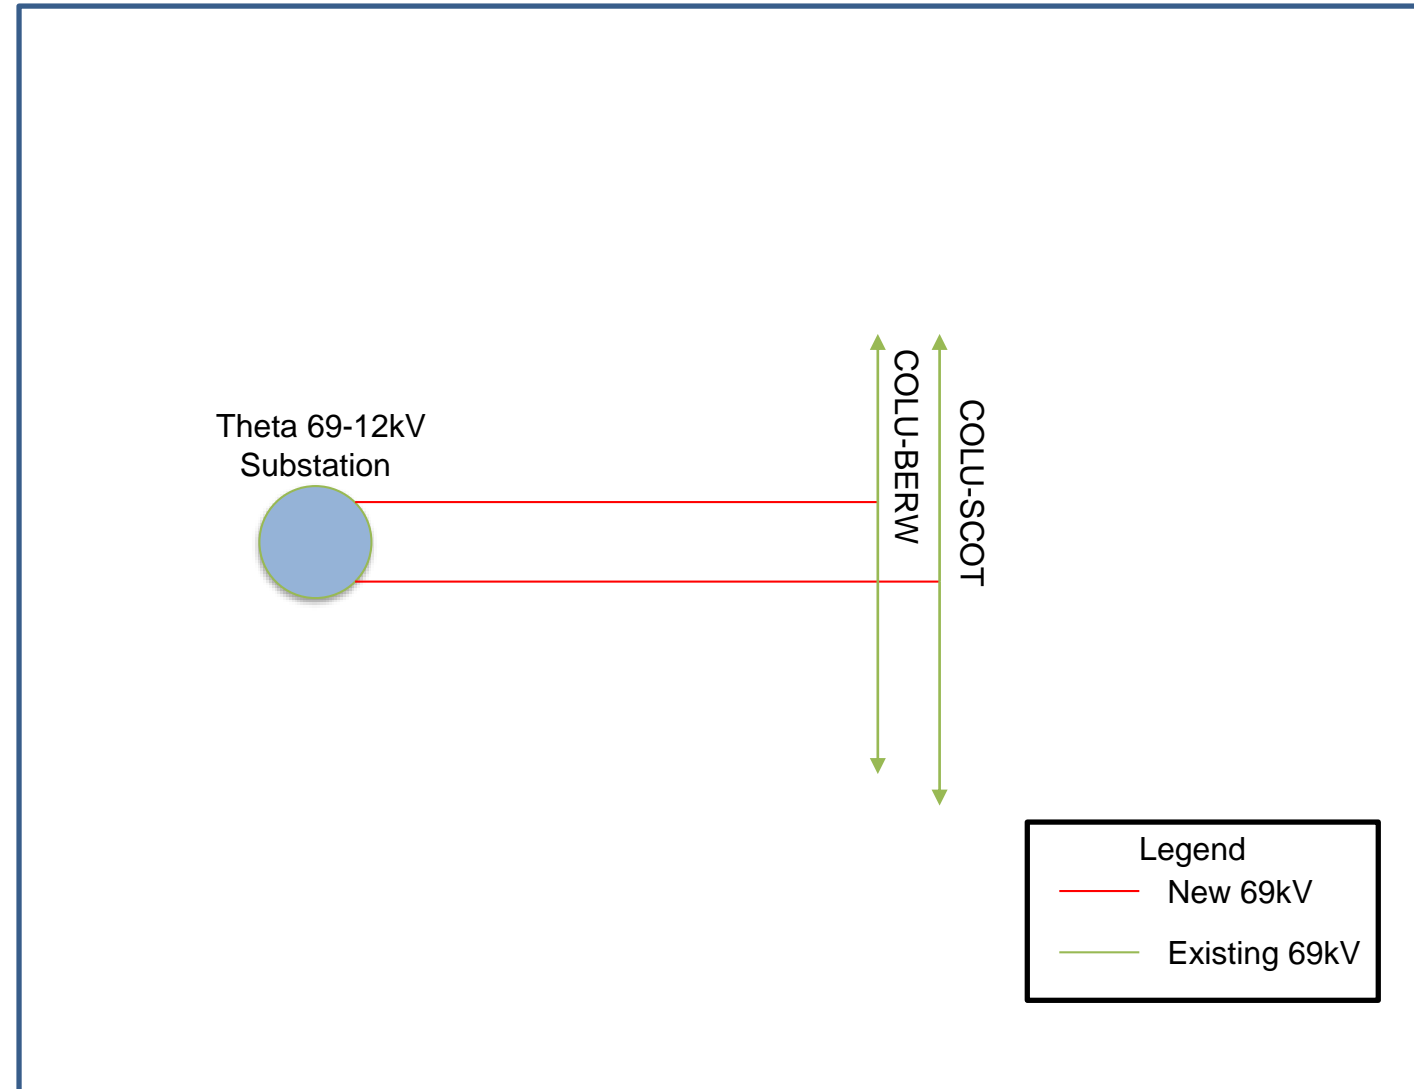 Theta 69-12kV
Substation
COLU-BERW
COLU-SCOT
Legend
New 69kV
Existing 69kV